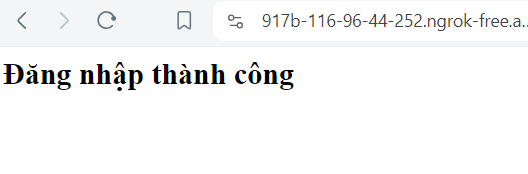 917b-116-96-44-252.ngrok-free.a...
Đăng nhập thành công